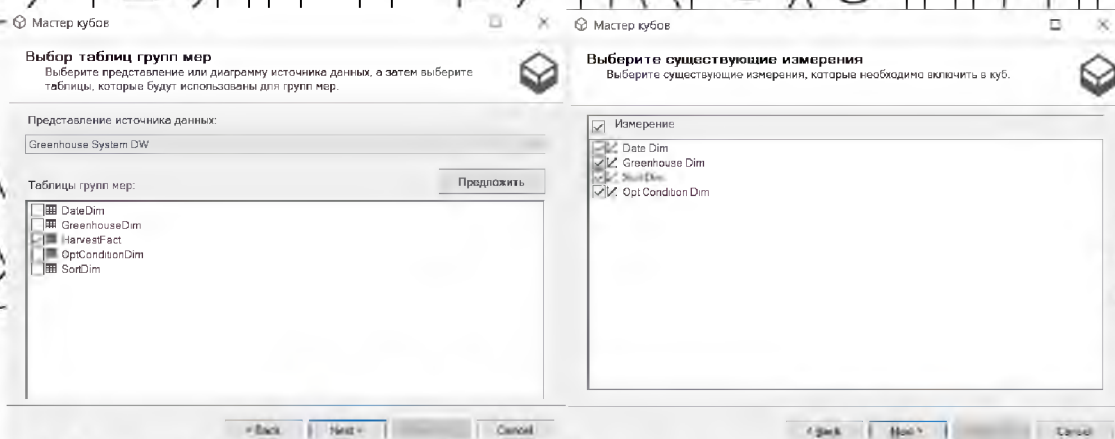 Мастер кубов
Выбор таблиц групп мер
Выберите представление или диаграмму источника данных, а затем выберите
таблицы, которые будут использованы для групп мер.
Представление источника данных:
Greenhouse System DW
Таблицы групп мер:
Предложить
DateDim
GreenhouseDim
HarvestFact
OptConditionDim
SortDim
< Back
Next >
Cancel
Мастер кубов
Выберите существующие измерения
Выберите существующие измерения, которые необходимо включить в куб.
Измерение
Date Dim
Greenhouse Dim
Sort Dim
Opt Condition Dim
< Back
Next >
Cancel